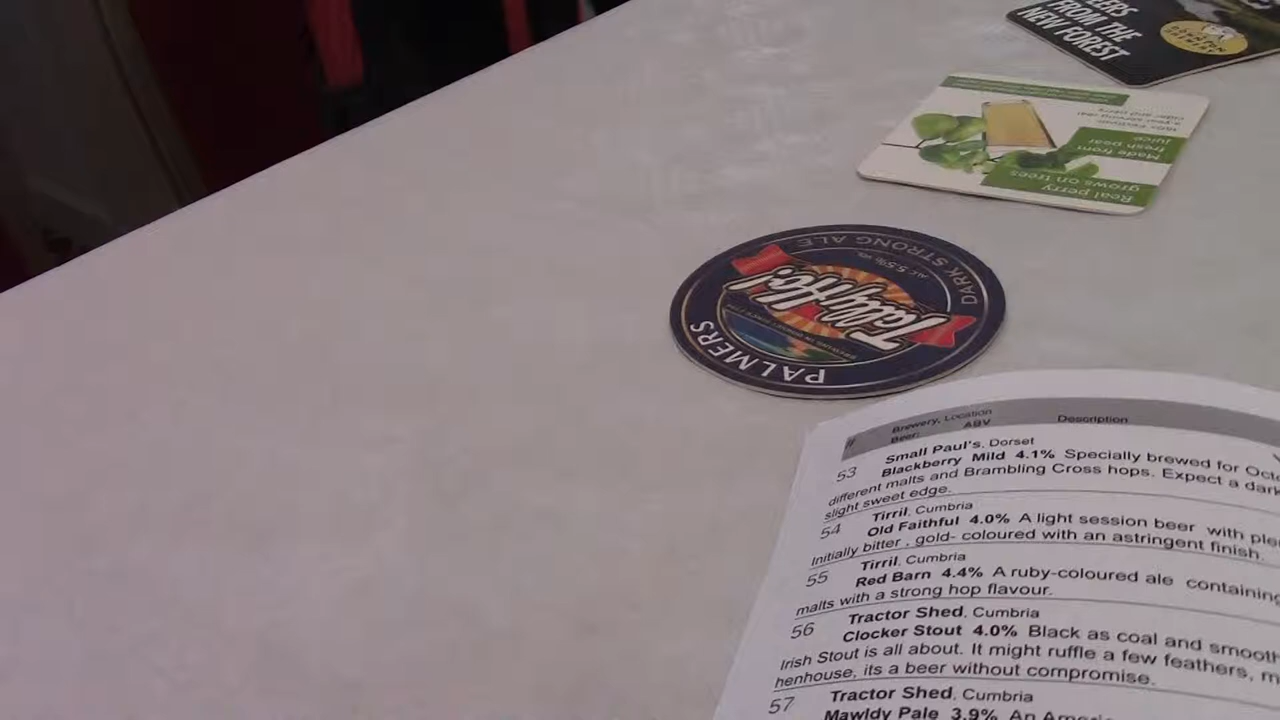 BEERS
FROM THE
NEW FOREST
Real perry
grows on trees
Made from
fresh pear
juice
PALMERS
Tally Ho!
ALC 5.5% VOL
DARK STRONG ALE
# Brewery, Location Description
Beer: ABV
53 Small Paul's, Dorset
Blackberry Mild 4.1% Specially brewed for Octo
different malts and Brambling Cross hops. Expect a dark
slight sweet edge.
54 Tirril, Cumbria
Old Faithful 4.0% A light session beer with ple
Initially bitter , gold- coloured with an astringent finish.
55 Tirril, Cumbria
Red Barn 4.4% A ruby-coloured ale containing
malts with a strong hop flavour.
56 Tractor Shed, Cumbria
Clocker Stout 4.0% Black as coal and smooth
Irish Stout is all about. It might ruffle a few feathers, m
henhouse, its a beer without compromise.
57 Tractor Shed, Cumbria
Mawldy Pale 3.9% An Americ